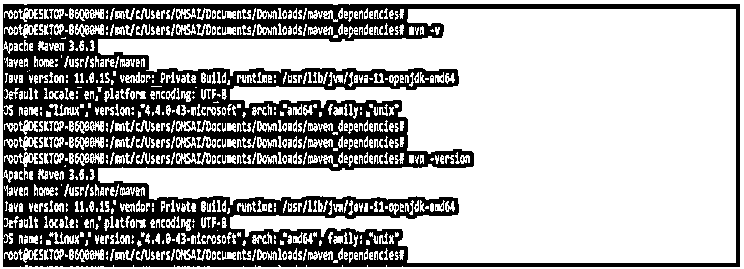 root@DESKTOP-B6Q00MB:/mnt/c/Users/OMSAI/Documents/Downloads/maven_dependencies#
root@DESKTOP-B6Q00MB:/mnt/c/Users/OMSAI/Documents/Downloads/maven_dependencies# mvn -v
Apache Maven 3.6.3
Maven home: /usr/share/maven
Java version: 11.0.15, vendor: Private Build, runtime: /usr/lib/jvm/java-11-openjdk-amd64
Default locale: en, platform encoding: UTF-8
OS name: "linux", version: "4.4.0-43-microsoft", arch: "amd64", family: "unix"
root@DESKTOP-B6Q00MB:/mnt/c/Users/OMSAI/Documents/Downloads/maven_dependencies#
root@DESKTOP-B6Q00MB:/mnt/c/Users/OMSAI/Documents/Downloads/maven_dependencies#
root@DESKTOP-B6Q00MB:/mnt/c/Users/OMSAI/Documents/Downloads/maven_dependencies# mvn -version
Apache Maven 3.6.3
Maven home: /usr/share/maven
Java version: 11.0.15, vendor: Private Build, runtime: /usr/lib/jvm/java-11-openjdk-amd64
Default locale: en, platform encoding: UTF-8
OS name: "linux", version: "4.4.0-43-microsoft", arch: "amd64", family: "unix"
root@DESKTOP-B6Q00MB:/mnt/c/Users/OMSAI/Documents/Downloads/maven_dependencies#